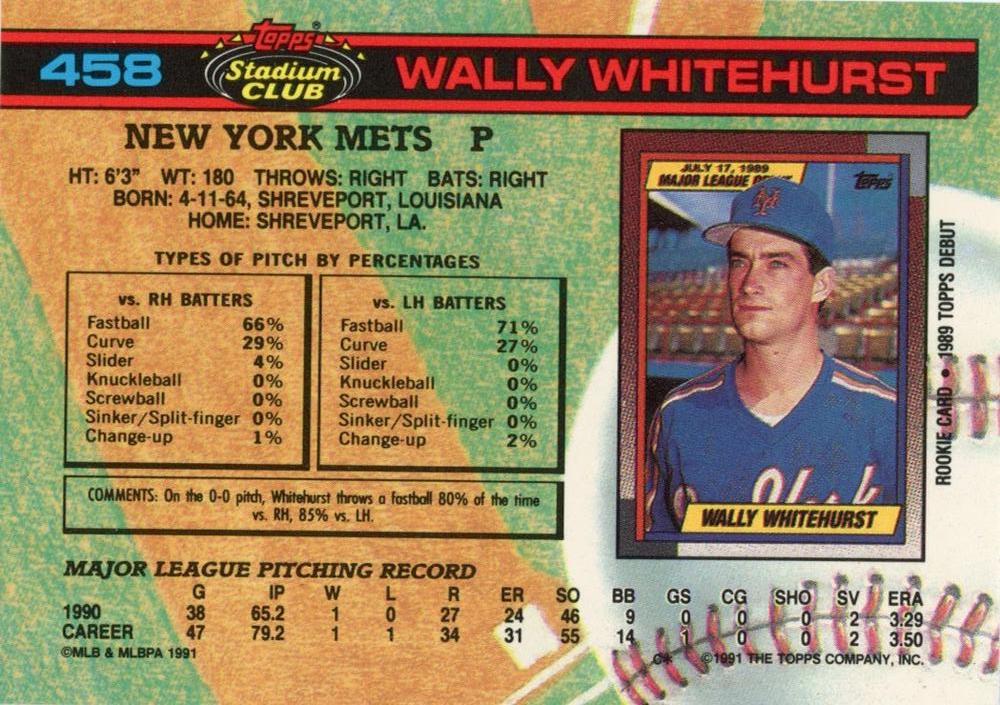 458
Topps®
Stadium
CLUB
WALLY WHITEHURST
NEW YORK METS P
HT: 6'3" WT: 180 THROWS: RIGHT BATS: RIGHT
BORN: 4-11-64, SHREVEPORT, LOUISIANA
HOME: SHREVEPORT, LA.
TYPES OF PITCH BY PERCENTAGES
vs. RH BATTERS
Fastball 66%
Curve 29%
Slider 4%
Knuckleball 0%
Screwball 0%
Sinker/Split-finger 0%
Change-up 1%
vs. LH BATTERS
Fastball 71%
Curve 27%
Slider 0%
Knuckleball 0%
Screwball 0%
Sinker/Split-finger 0%
Change-up 2%
COMMENTS: On the 0-0 pitch, Whitehurst throws a fastball 80% of the time
vs. RH, 85% vs. LH.
JULY 17, 1989
MAJOR LEAGUE
Topps
NY
WALLY WHITEHURST
ROOKIE CARD • 1989 TOPPS DEBUT
MAJOR LEAGUE PITCHING RECORD
G IP W L R ER SO BB GS CG SHO SV ERA
1990 38 65.2 1 0 27 24 46 9 0 0 0 2 3.29
CAREER 47 79.2 1 1 34 31 55 14 1 0 0 2 3.50
©MLB & MLBPA 1991
C* ©1991 THE TOPPS COMPANY, INC.